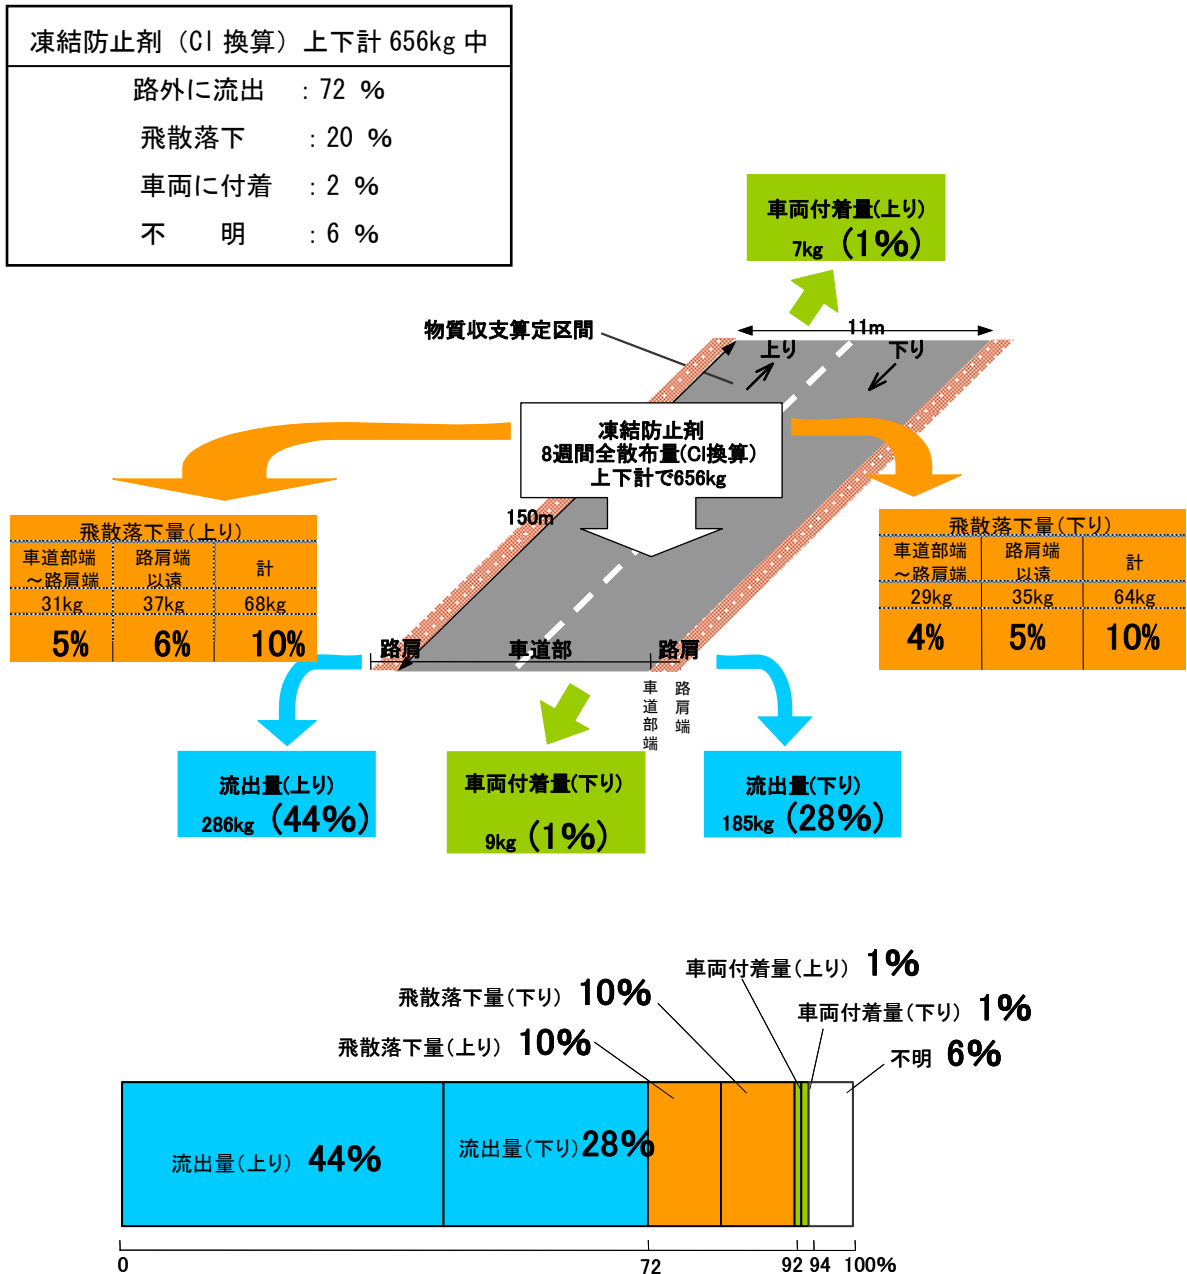 凍結防止剤（Cl 換算）上下計 656kg 中
路外に流出　：72 %
飛散落下　：20 %
車両に付着　：2 %
不　明　：6 %
車両付着量(上り)
7kg (1%)
物質収支算定区間
11m
上り
下り
凍結防止剤
8週間全散布量(Cl換算)
上下計で656kg
150m
飛散落下量(上り)
車道部端～路肩端　路肩端以遠　計
31kg　37kg　68kg
5%　6%　10%
飛散落下量(下り)
車道部端～路肩端　路肩端以遠　計
29kg　35kg　64kg
4%　5%　10%
路肩　車道部　路肩
車道部端
路肩端
流出量(上り)
286kg (44%)
車両付着量(下り)
9kg (1%)
流出量(下り)
185kg (28%)
車両付着量(上り) 1%
飛散落下量(下り) 10%
車両付着量(下り) 1%
飛散落下量(上り) 10%
不明 6%
流出量(上り) 44%
流出量(下り) 28%
0　72　92 94　100%